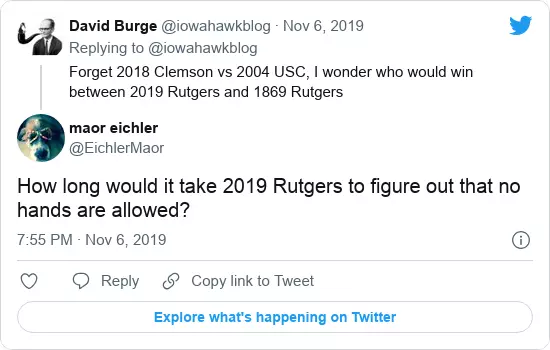 David Burge @iowahawkblog · Nov 6, 2019
Replying to @iowahawkblog
Forget 2018 Clemson vs 2004 USC, I wonder who would win
between 2019 Rutgers and 1869 Rutgers
maor eichler
@EichlerMaor
How long would it take 2019 Rutgers to figure out that no
hands are allowed?
7:55 PM · Nov 6, 2019
Reply
Copy link to Tweet
Explore what's happening on Twitter